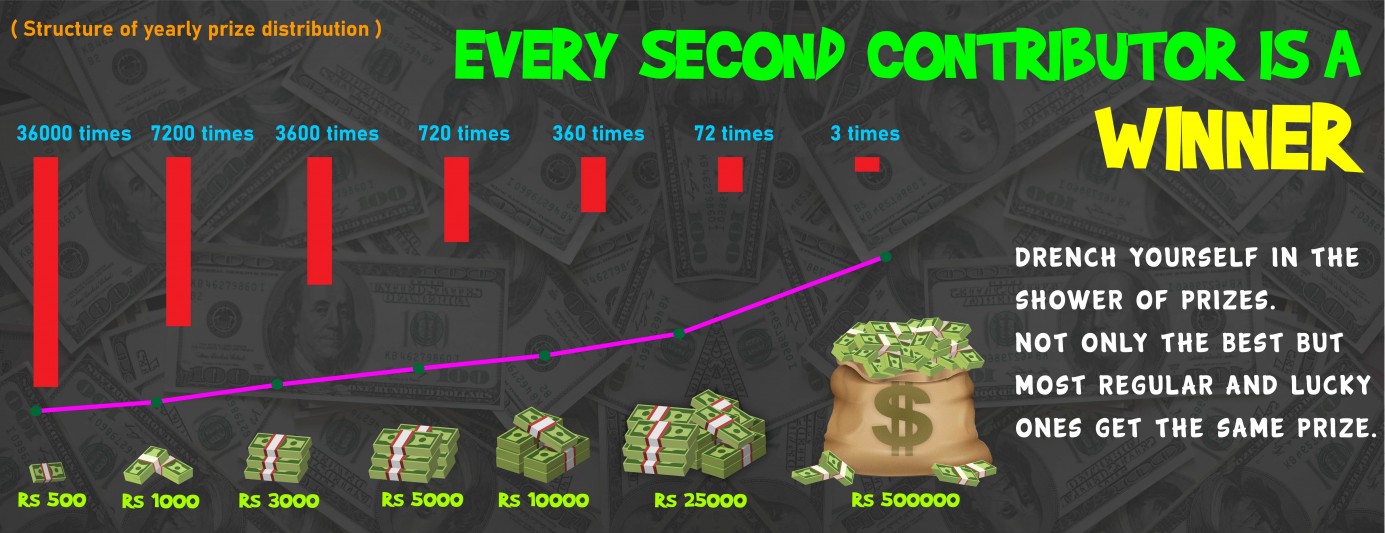 ( Structure of yearly prize distribution )
EVERY SECOND CONTRIBUTOR IS A
WINNER
36000 times 7200 times 3600 times 720 times 360 times 72 times 3 times
DRENCH YOURSELF IN THE
SHOWER OF PRIZES.
NOT ONLY THE BEST BUT
MOST REGULAR AND LUCKY
ONES GET THE SAME PRIZE.
$
Rs 500 Rs 1000 Rs 3000 Rs 5000 Rs 10000 Rs 25000 Rs 500000